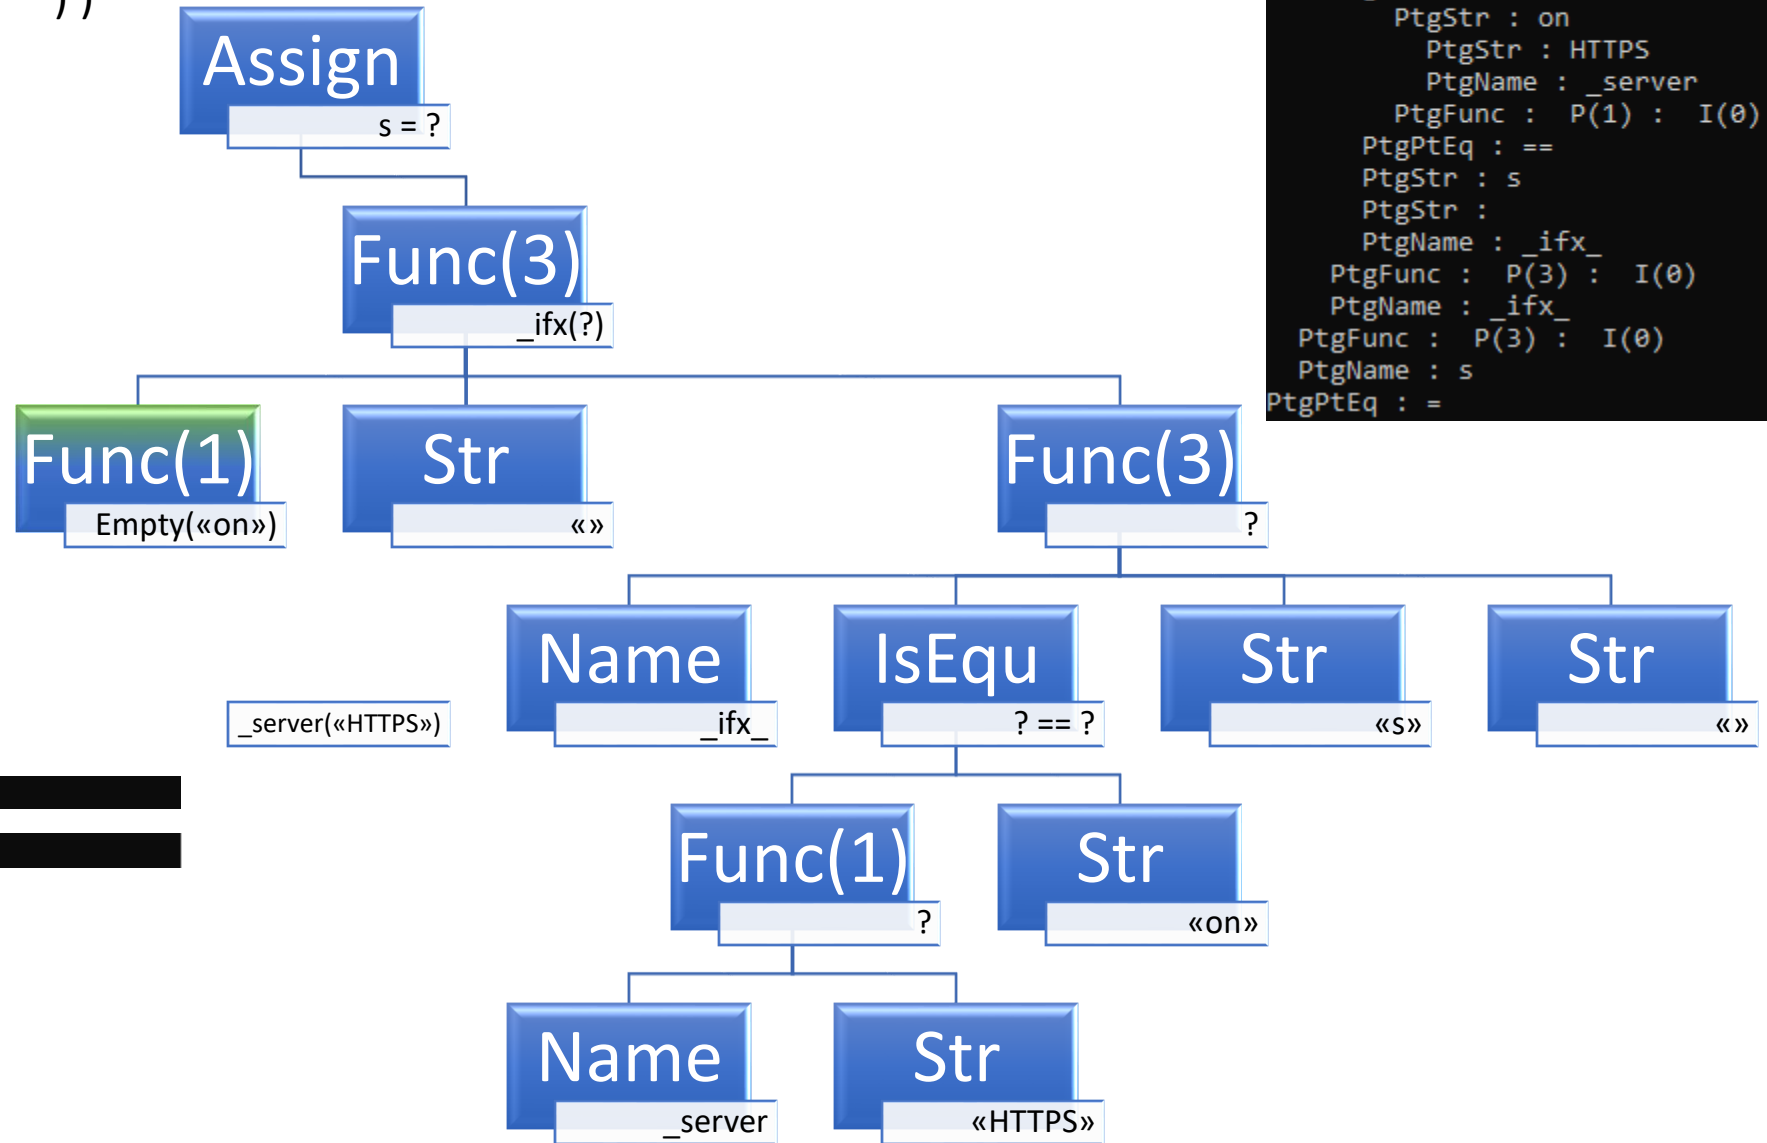 ))
Assign
s = ?
Func(3)
_ifx(?)
Func(1)
Empty(«on»)
Str
«»
Func(3)
?
Name
_ifx_
IsEqu
? == ?
Str
«s»
Str
«»
_server(«HTTPS»)
Func(1)
?
Str
«on»
Name
_server
Str
«HTTPS»
PtgStr : on
PtgStr : HTTPS
PtgName : _server
PtgFunc :  P(1) :  I(0)
PtgPtEq : ==
PtgStr : s
PtgStr :
PtgName : _ifx_
PtgFunc :  P(3) :  I(0)
PtgName : _ifx_
PtgFunc :  P(3) :  I(0)
PtgName : s
PtgPtEq : =